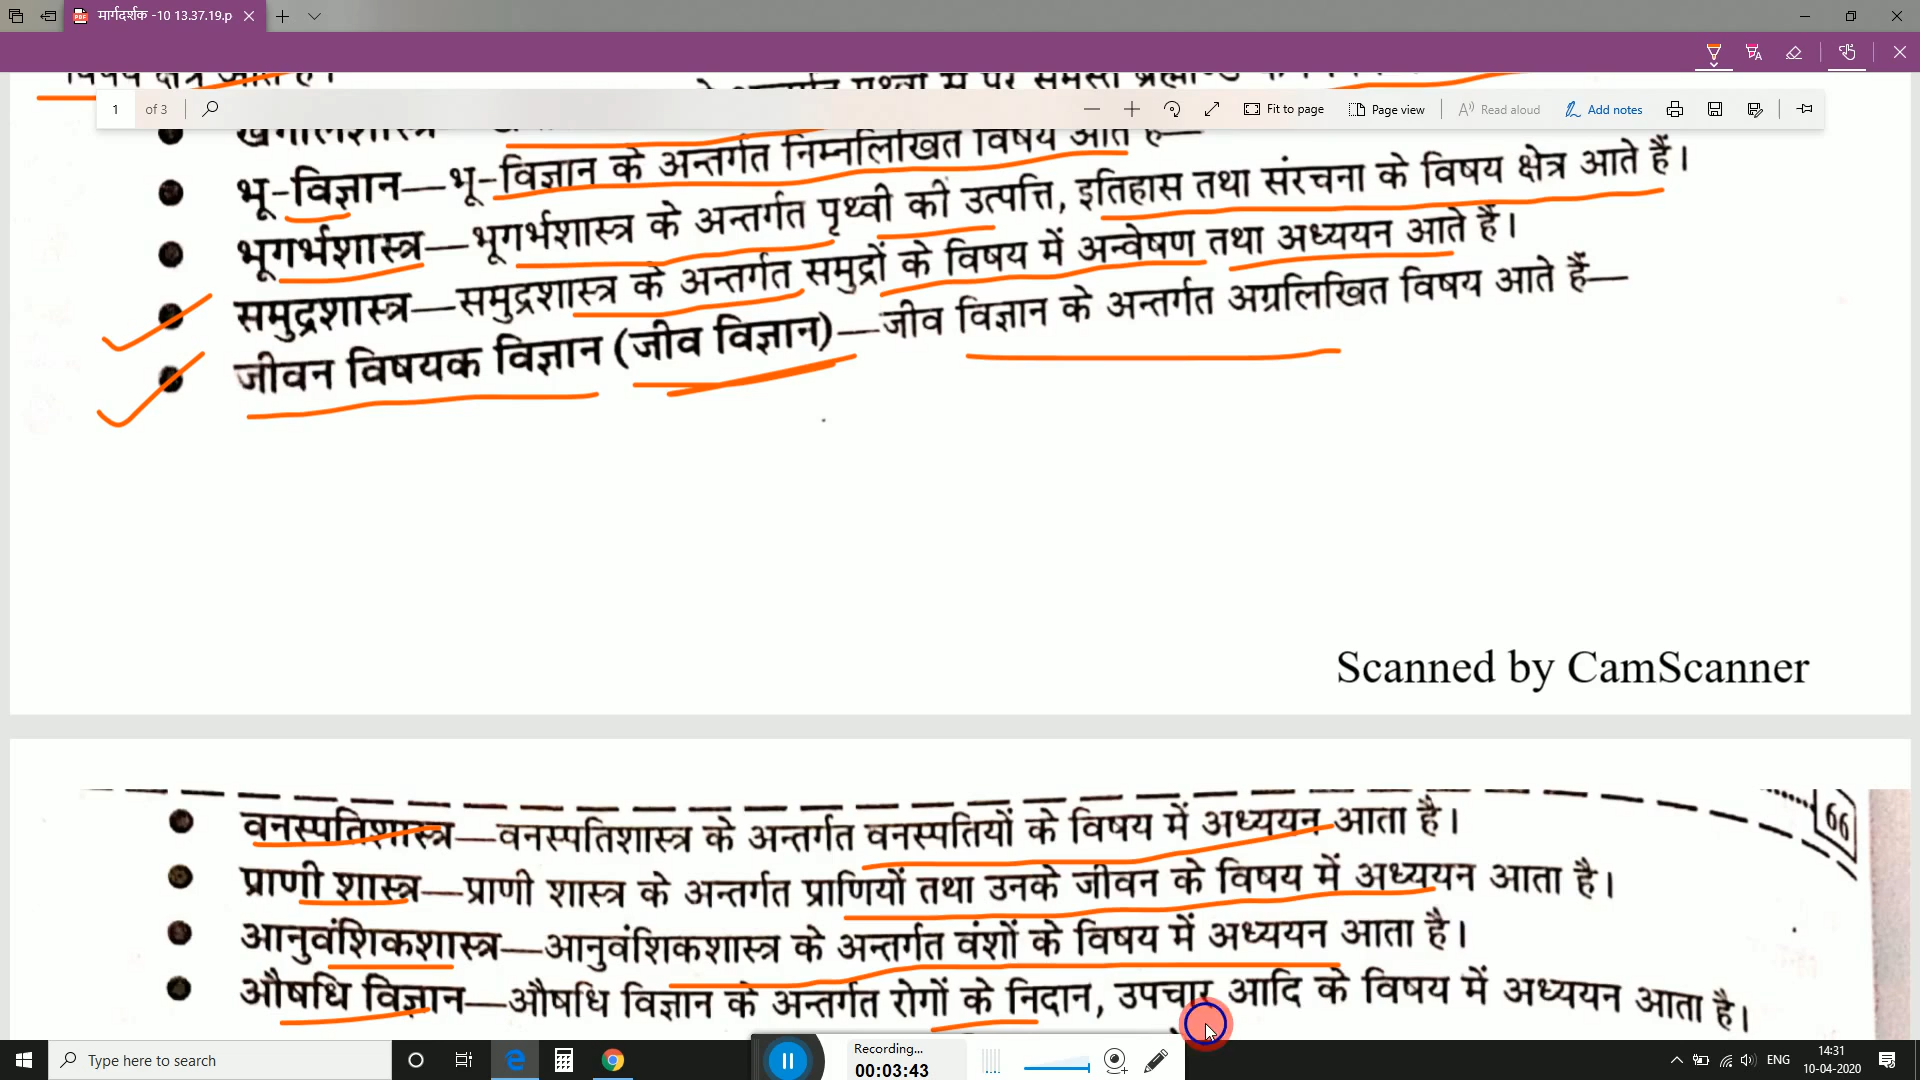 मार्गदर्शक -10 13.37.19.p
विषय क्षेत्र आते हैं।
1 of 3
Fit to page
Page view
Read aloud
Add notes
खगोलशास्त्र
भू-विज्ञान—भू-विज्ञान के अन्तर्गत निम्नलिखित विषय आते हैं—
भूगर्भशास्त्र—भूगर्भशास्त्र के अन्तर्गत पृथ्वी की उत्पत्ति, इतिहास तथा संरचना के विषय क्षेत्र आते हैं।
समुद्रशास्त्र—समुद्रशास्त्र के अन्तर्गत समुद्रों के विषय में अन्वेषण तथा अध्ययन आते हैं।
जीवन विषयक विज्ञान (जीव विज्ञान)—जीव विज्ञान के अन्तर्गत अग्रलिखित विषय आते हैं—
Scanned by CamScanner
66
वनस्पतिशास्त्र—वनस्पतिशास्त्र के अन्तर्गत वनस्पतियों के विषय में अध्ययन आता है।
प्राणी शास्त्र—प्राणी शास्त्र के अन्तर्गत प्राणियों तथा उनके जीवन के विषय में अध्ययन आता है।
आनुवंशिकशास्त्र—आनुवंशिकशास्त्र के अन्तर्गत वंशों के विषय में अध्ययन आता है।
औषधि विज्ञान—औषधि विज्ञान के अन्तर्गत रोगों के निदान, उपचार आदि के विषय में अध्ययन आता है।
Type here to search
Recording...
00:03:43
ENG
14:31
10-04-2020